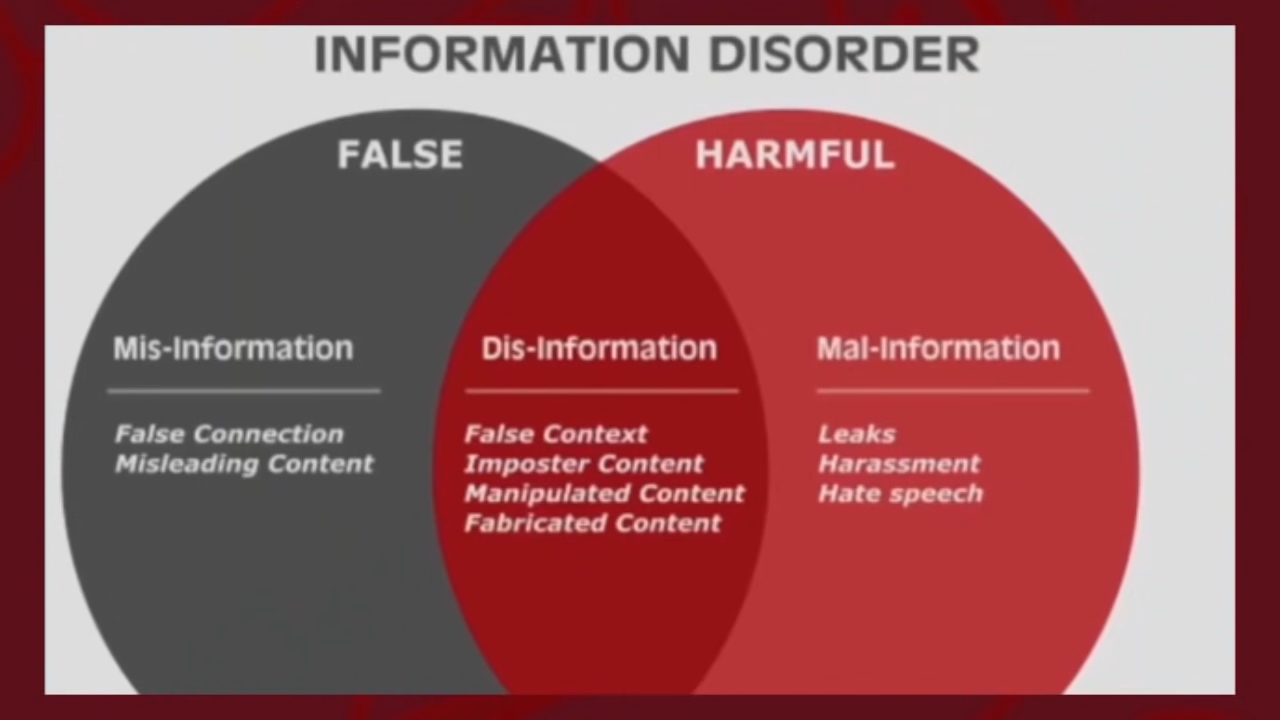 INFORMATION DISORDER
FALSE
HARMFUL
Mis-Information
False Connection
Misleading Content
Dis-Information
False Context
Imposter Content
Manipulated Content
Fabricated Content
Mal-Information
Leaks
Harassment
Hate speech